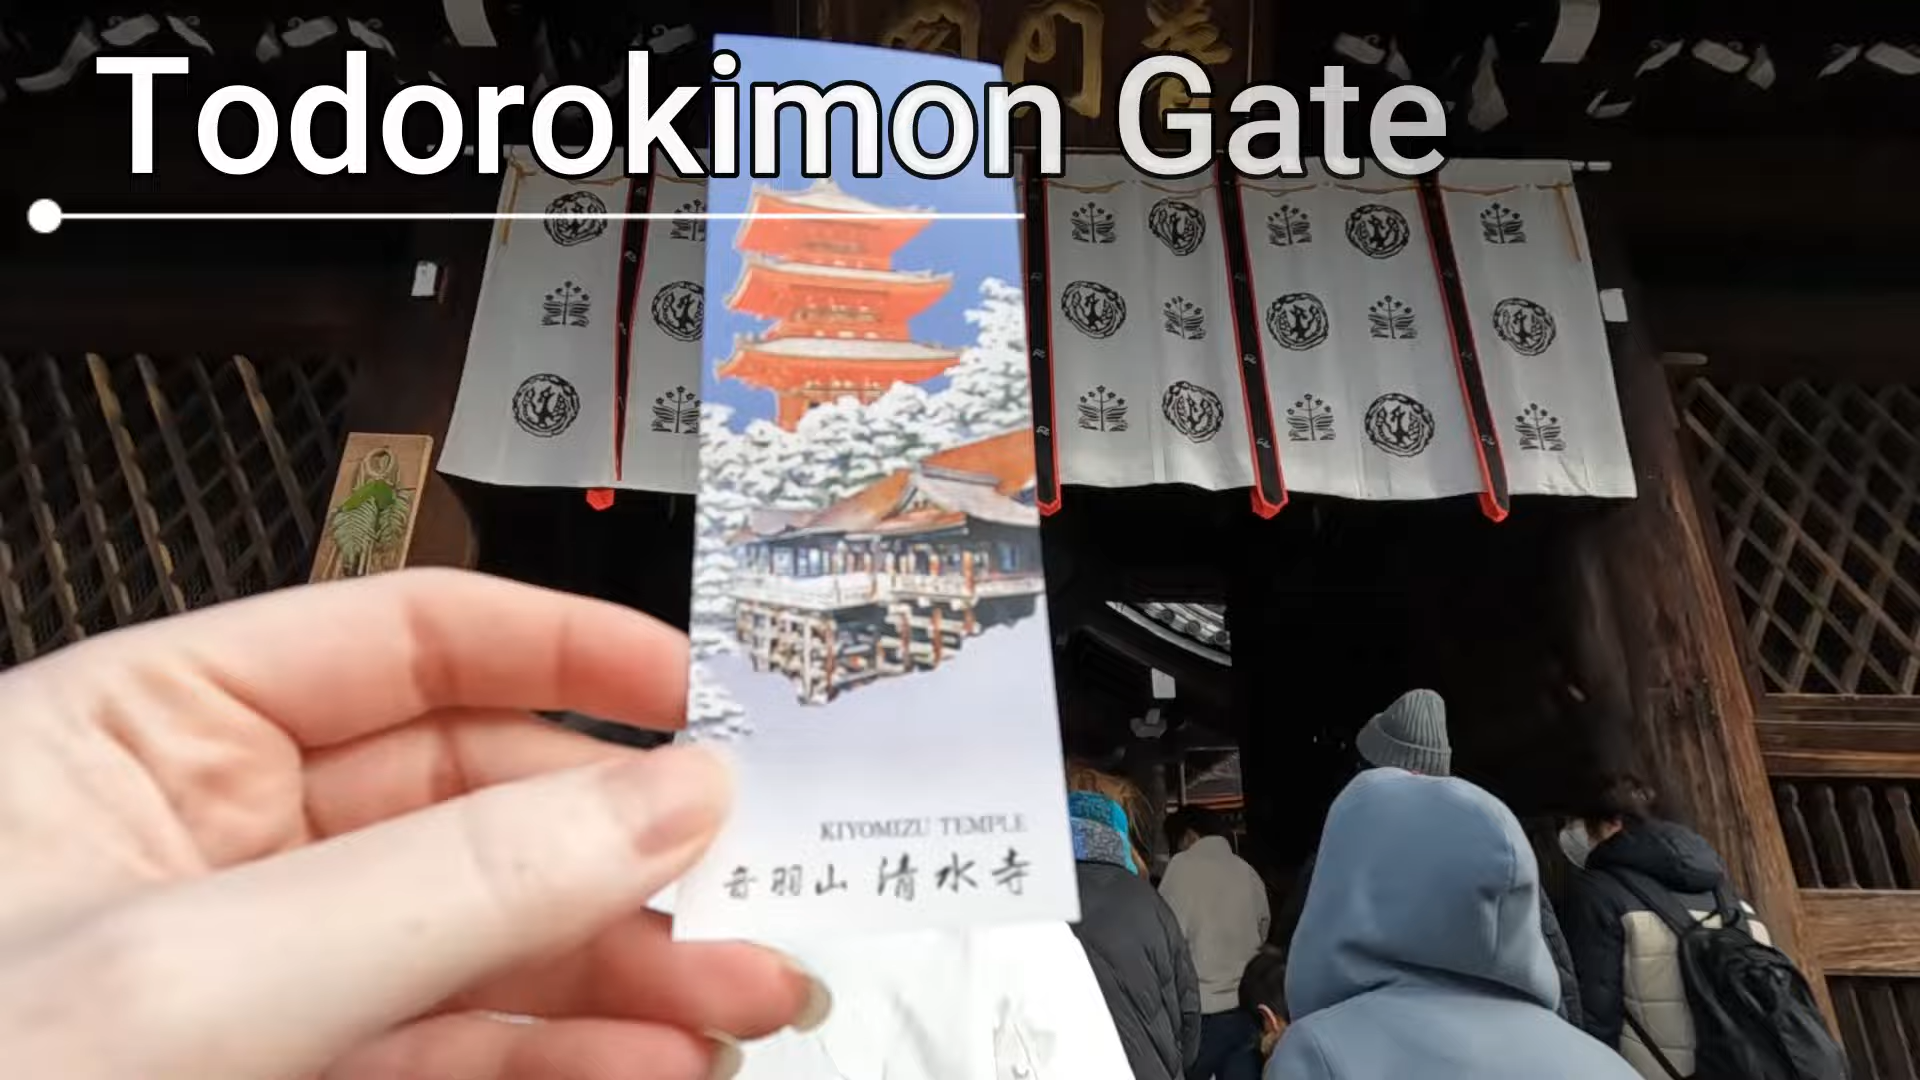 Todorokimon Gate
KIYOMIZU TEMPLE
音羽山 清水寺